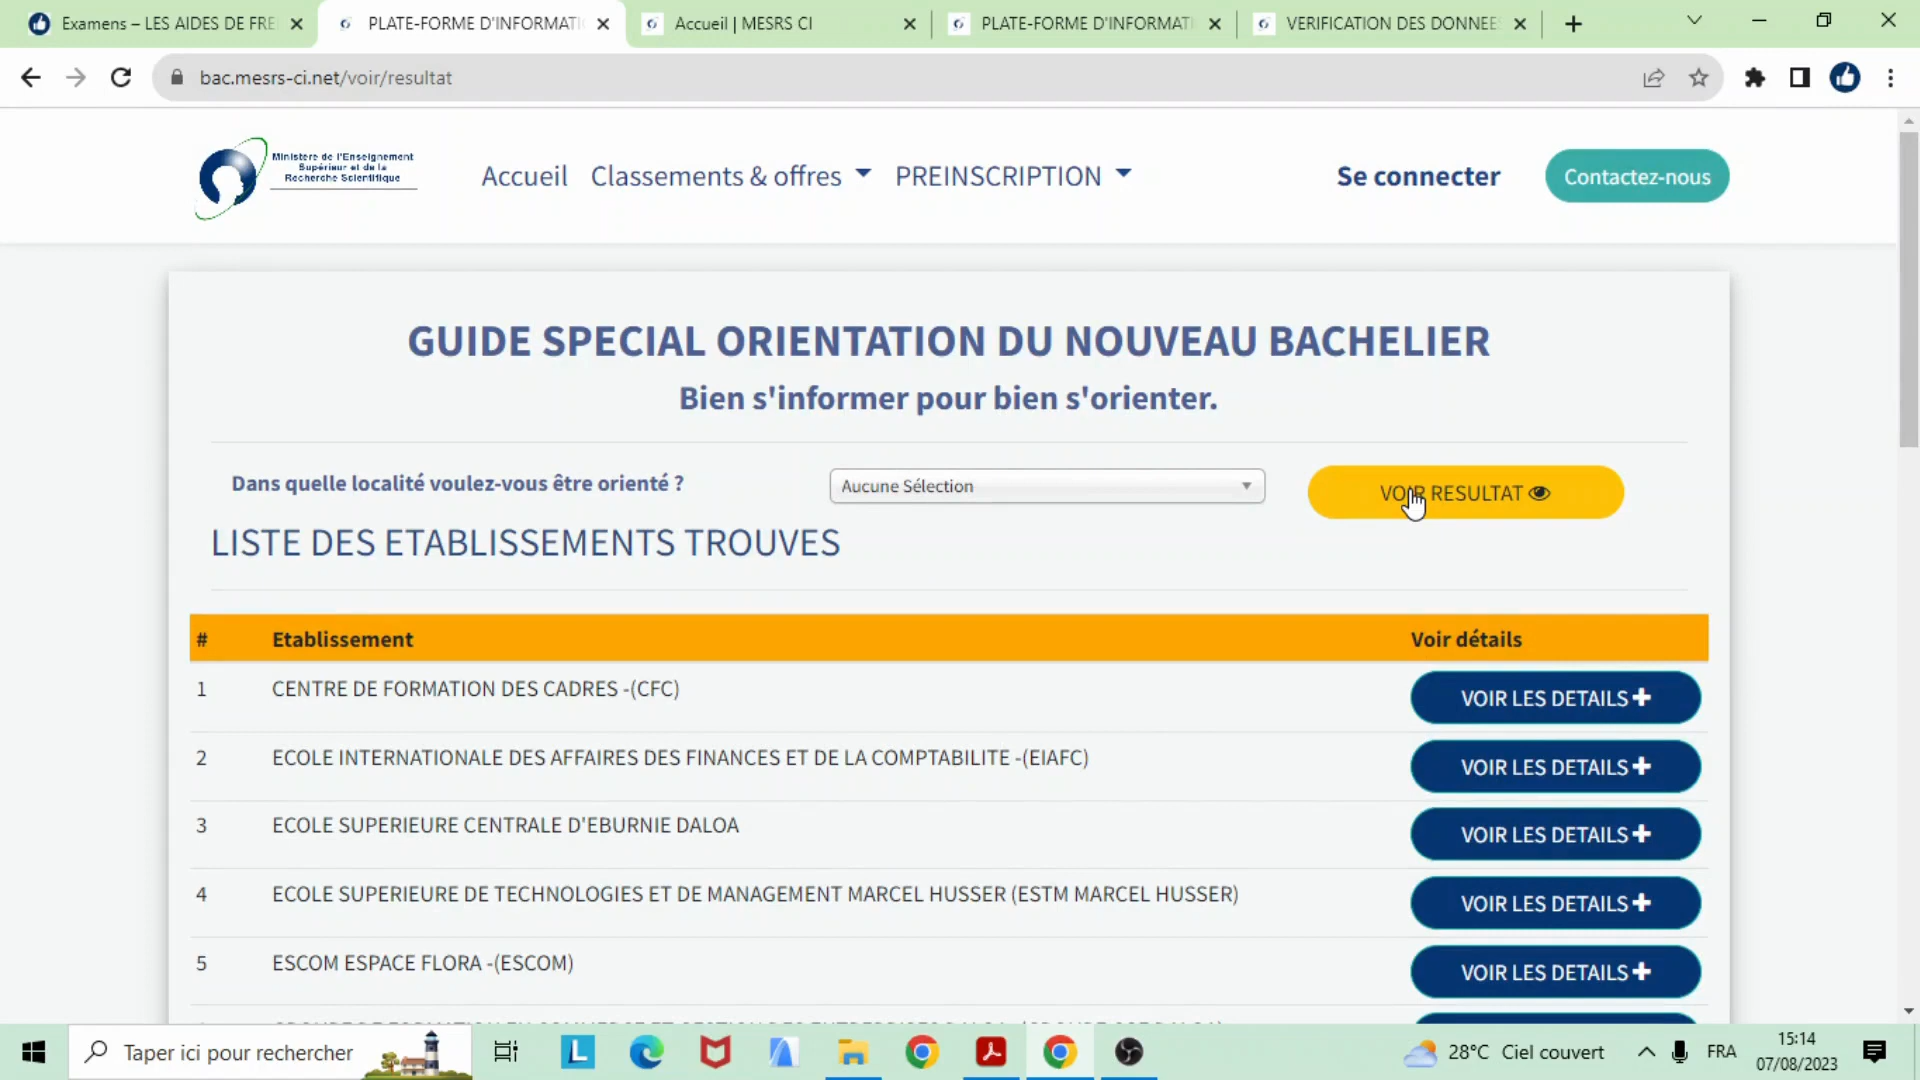 Examens – LES AIDES DE FRE
PLATE-FORME D'INFORMATI
Accueil | MESRS CI
PLATE-FORME D'INFORMATI
VERIFICATION DES DONNEES
bac.mesrs-ci.net/voir/resultat
Ministere de l'Enseignement
Supérieur et de la
Recherche Scientifique
Accueil
Classements & offres
PREINSCRIPTION
Se connecter
Contactez-nous
GUIDE SPECIAL ORIENTATION DU NOUVEAU BACHELIER
Bien s'informer pour bien s'orienter.
Dans quelle localité voulez-vous être orienté ?
Aucune Sélection
VOIR RESULTAT
LISTE DES ETABLISSEMENTS TROUVES
# Etablissement Voir détails
1 CENTRE DE FORMATION DES CADRES -(CFC) VOIR LES DETAILS
2 ECOLE INTERNATIONALE DES AFFAIRES DES FINANCES ET DE LA COMPTABILITE -(EIAFC) VOIR LES DETAILS
3 ECOLE SUPERIEURE CENTRALE D'EBURNIE DALOA VOIR LES DETAILS
4 ECOLE SUPERIEURE DE TECHNOLOGIES ET DE MANAGEMENT MARCEL HUSSER (ESTM MARCEL HUSSER) VOIR LES DETAILS
5 ESCOM ESPACE FLORA -(ESCOM) VOIR LES DETAILS
Taper ici pour rechercher
L
28°C Ciel couvert
FRA
15:14
07/08/2023